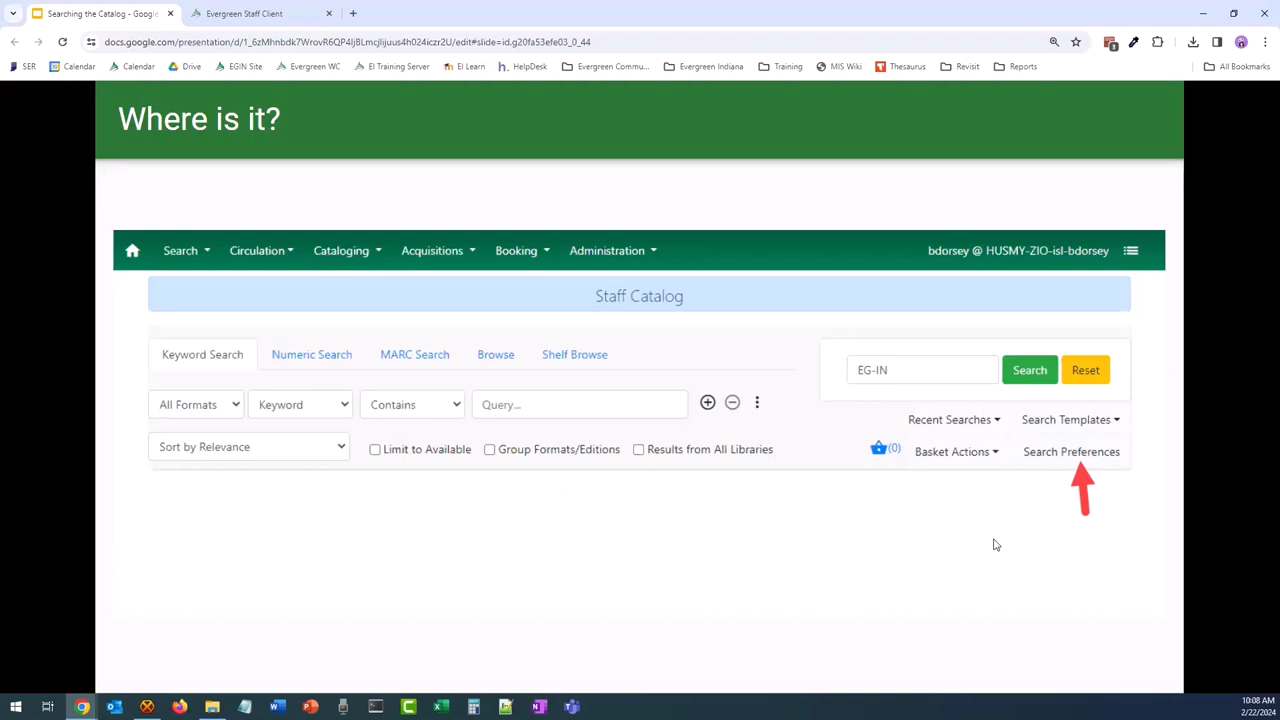 Searching the Catalog - Google
Evergreen Staff Client
docs.google.com/presentation/d/1_6zMhnbdk7WrovR6QP4ljBLmcjlijuus4h024iczr2U/edit#slide=id.g20fa53efe03_0_44
SER Calendar Calendar Drive EGIN Site Evergreen WC EI Training Server EI Learn HelpDesk Evergreen Commu... Evergreen Indiana Training MIS Wiki Thesaurus Revisit Reports All Bookmarks
Where is it?
Search Circulation Cataloging Acquisitions Booking Administration bdorsey @ HUSMY-ZIO-isl-bdorsey
Staff Catalog
Keyword Search Numeric Search MARC Search Browse Shelf Browse
EG-IN Search Reset
All Formats Keyword Contains Query...
Recent Searches Search Templates
Sort by Relevance Limit to Available Group Formats/Editions Results from All Libraries
(0) Basket Actions Search Preferences
10:08 AM
2/22/2024